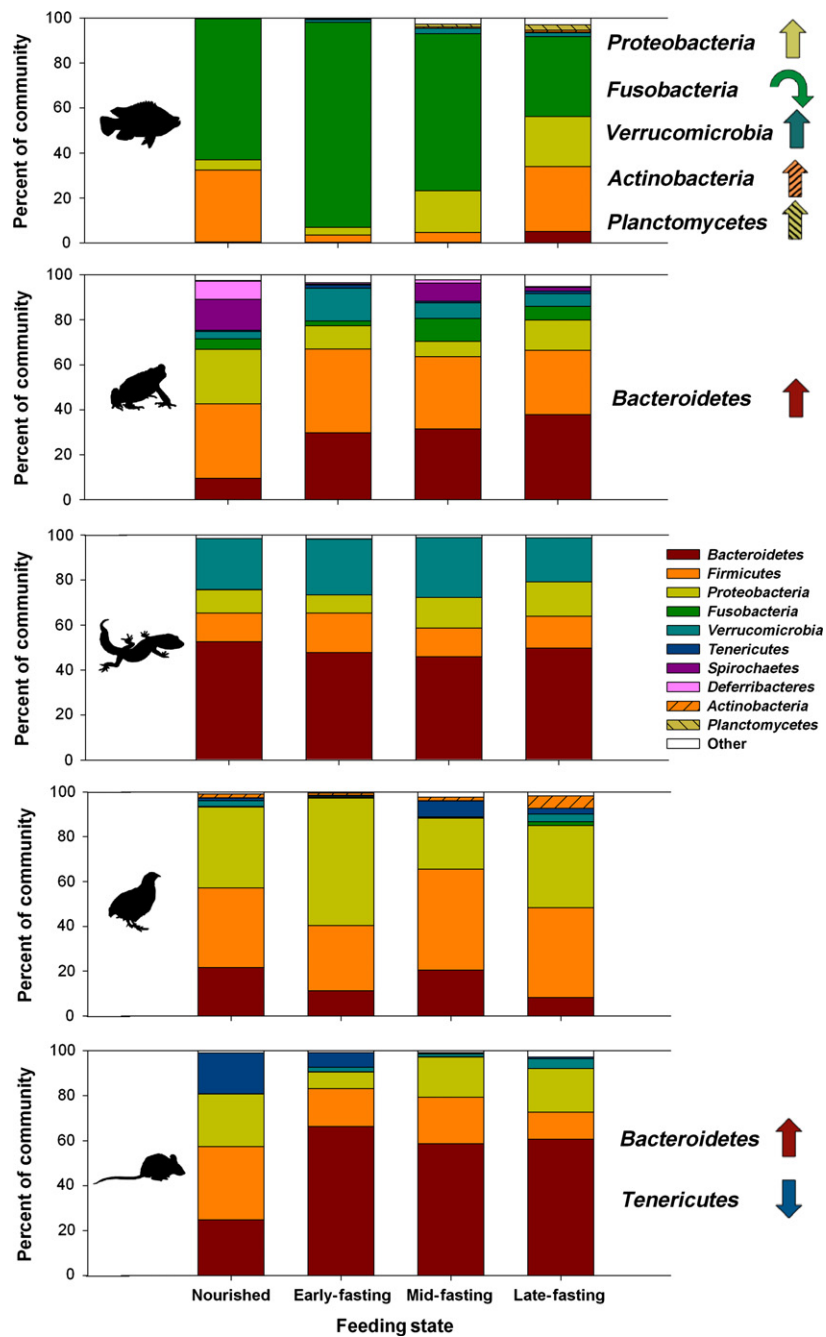 Percent of community
100
80
60
40
20
0
Proteobacteria
Fusobacteria
Verrucomicrobia
Actinobacteria
Planctomycetes
Percent of community
100
80
60
40
20
0
Bacteroidetes
Percent of community
100
80
60
40
20
0
Bacteroidetes
Firmicutes
Proteobacteria
Fusobacteria
Verrucomicrobia
Tenericutes
Spirochaetes
Deferribacteres
Actinobacteria
Planctomycetes
Other
Percent of community
100
80
60
40
20
0
Percent of community
100
80
60
40
20
0
Bacteroidetes
Tenericutes
Nourished Early-fasting Mid-fasting Late-fasting
Feeding state